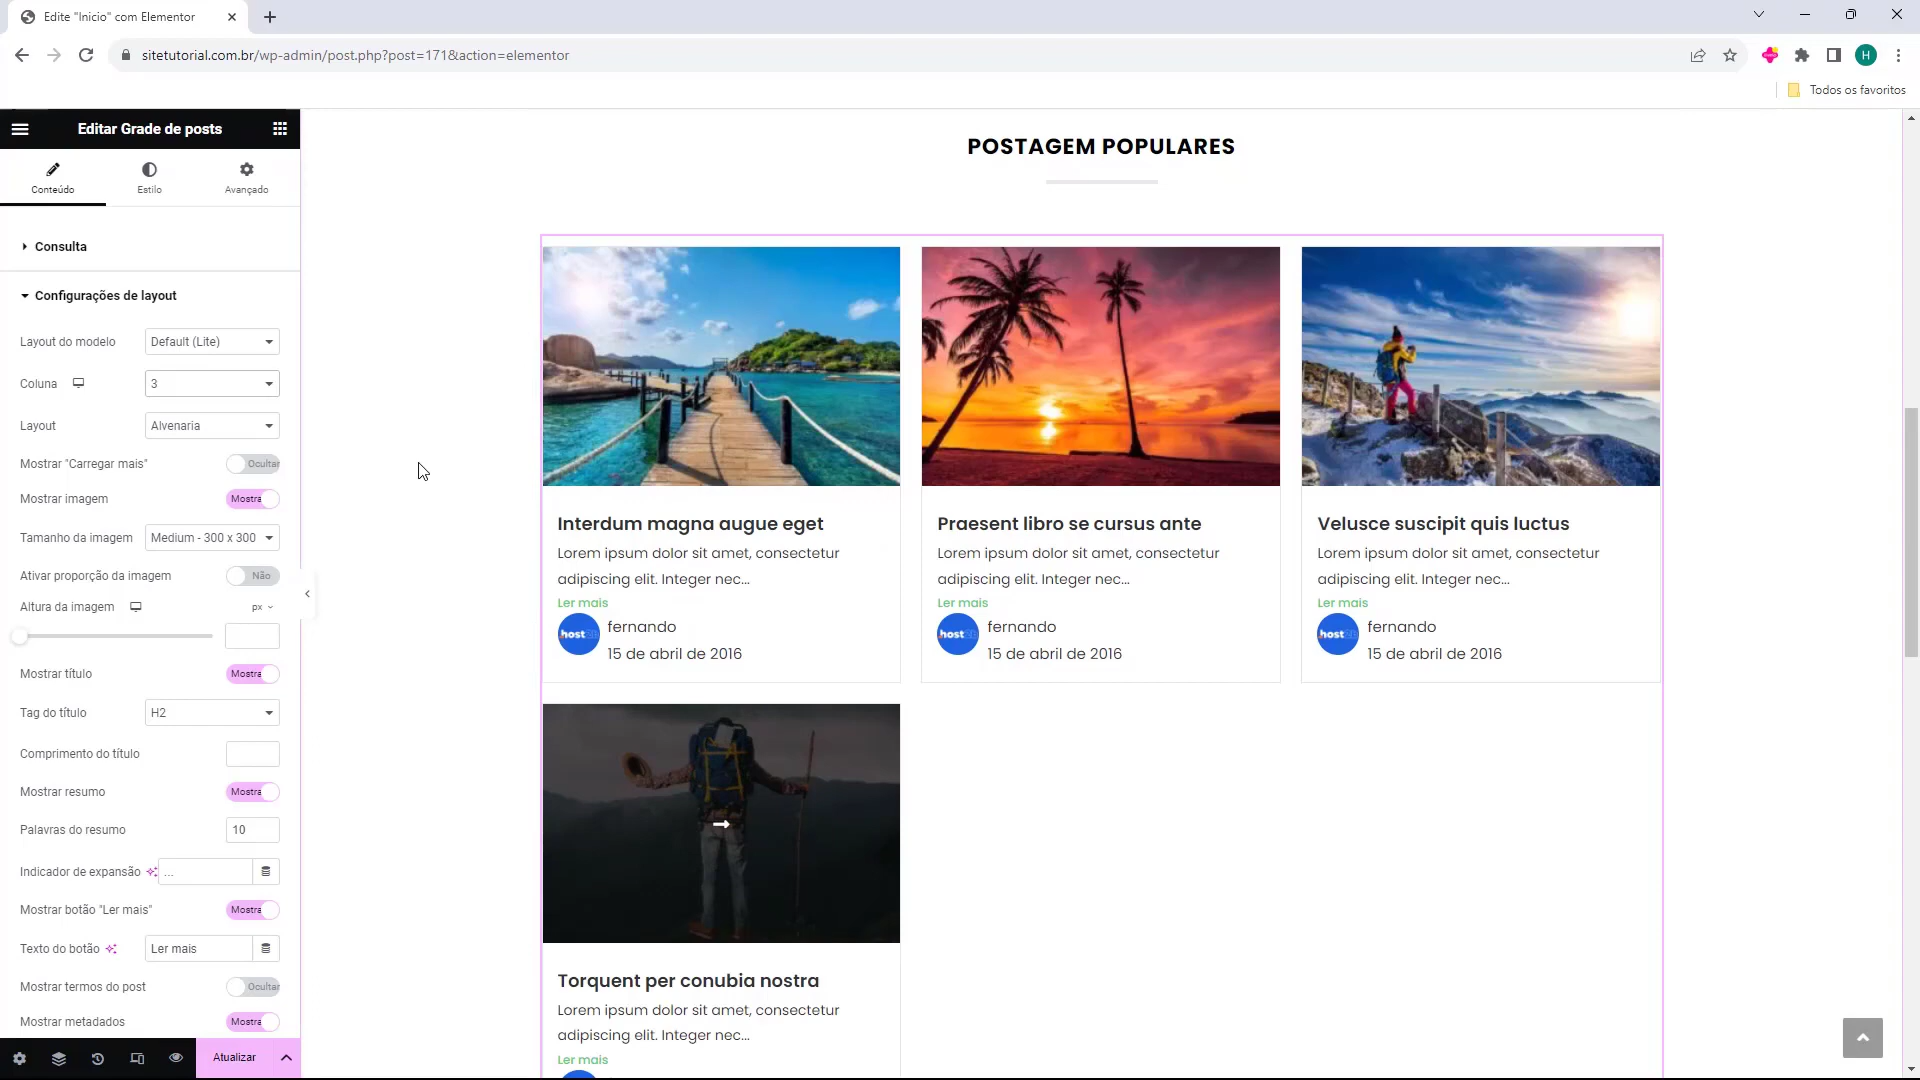 Edite "Inicio" com Elementor
sitetutorial.com.br/wp-admin/post.php?post=171&action=elementor
H
Todos os favoritos
Editar Grade de posts
Conteúdo
Estilo
Avançado
Consulta
Configurações de layout
Layout do modelo
Default (Lite)
Coluna
3
Layout
Alvenaria
Mostrar "Carregar mais"
Ocultar
Mostrar imagem
Mostra
Tamanho da imagem
Medium - 300 x 300
Ativar proporção da imagem
Não
Altura da imagem
px
Mostrar título
Mostra
Tag do título
H2
Comprimento do título
Mostrar resumo
Mostra
Palavras do resumo
10
Indicador de expansão
...
Mostrar botão "Ler mais"
Mostra
Texto do botão
Ler mais
Mostrar termos do post
Ocultar
Mostrar metadados
Mostra
Atualizar
POSTAGEM POPULARES
Interdum magna augue eget
Lorem ipsum dolor sit amet, consectetur
adipiscing elit. Integer nec...
Ler mais
host
fernando
15 de abril de 2016
Praesent libro se cursus ante
Lorem ipsum dolor sit amet, consectetur
adipiscing elit. Integer nec...
Ler mais
host
fernando
15 de abril de 2016
Velusce suscipit quis luctus
Lorem ipsum dolor sit amet, consectetur
adipiscing elit. Integer nec...
Ler mais
host
fernando
15 de abril de 2016
Torquent per conubia nostra
Lorem ipsum dolor sit amet, consectetur
adipiscing elit. Integer nec...
Ler mais